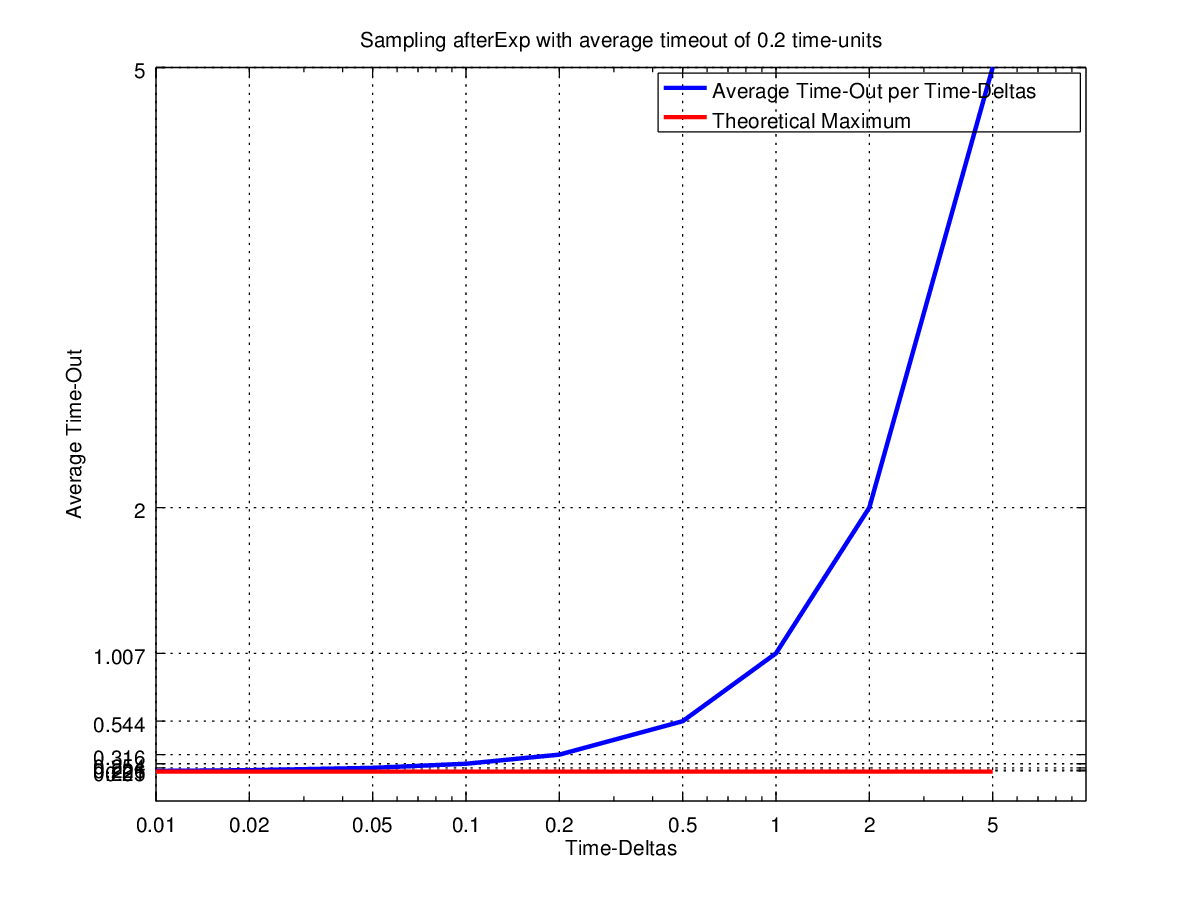 Sampling afterExp with average timeout of 0.2 time-units
5
Average Time-Out per Time-Deltas
Theoretical Maximum
Average Time-Out
2
1.007
0.544
0.316
0.01 0.02 0.05 0.1 0.2 0.5 1 2 5
Time-Deltas